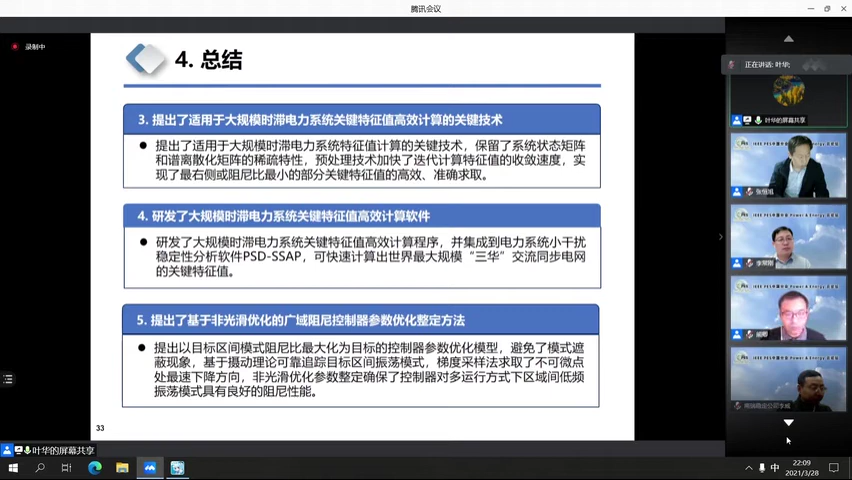 腾讯会议
录制中
正在讲话: 叶华;
4. 总结
3. 提出了适用于大规模时滞电力系统关键特征值高效计算的关键技术
● 提出了适用于大规模时滞电力系统特征值计算的关键技术，保留了系统状态矩阵
和谱离散化矩阵的稀疏特性，预处理技术加快了迭代计算特征值的收敛速度，实
现了最右侧或阻尼比最小的部分关键特征值的高效、准确求取。
4. 研发了大规模时滞电力系统关键特征值高效计算软件
● 研发了大规模时滞电力系统关键特征值高效计算程序，并集成到电力系统小干扰
稳定性分析软件PSD-SSAP，可快速计算出世界最大规模“三华”交流同步电网
的关键特征值。
5. 提出了基于非光滑优化的广域阻尼控制器参数优化整定方法
● 提出以目标区间模式阻尼比最大化为目标的控制器参数优化模型，避免了模式遮
蔽现象，基于摄动理论可靠追踪目标区间振荡模式，梯度采样法求取了不可微点
处最速下降方向，非光滑优化参数整定确保了控制器对多运行方式下区域间低频
振荡模式具有良好的阻尼性能。
33
叶华的屏幕共享
张恒旭
李常刚
叶华的屏幕共享
中
22:09
2021/3/28